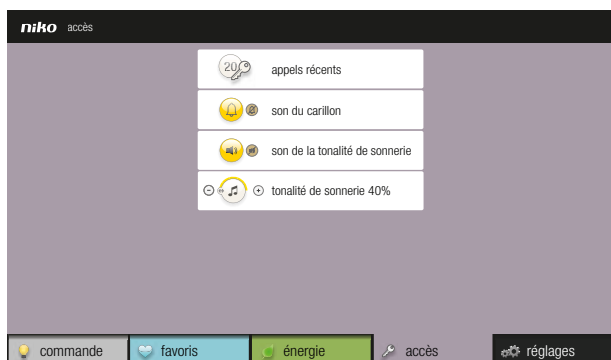 niko accès
20
appels récents
son du carillon
son de la tonalité de sonnerie
tonalité de sonnerie 40%
commande favoris énergie accès réglages